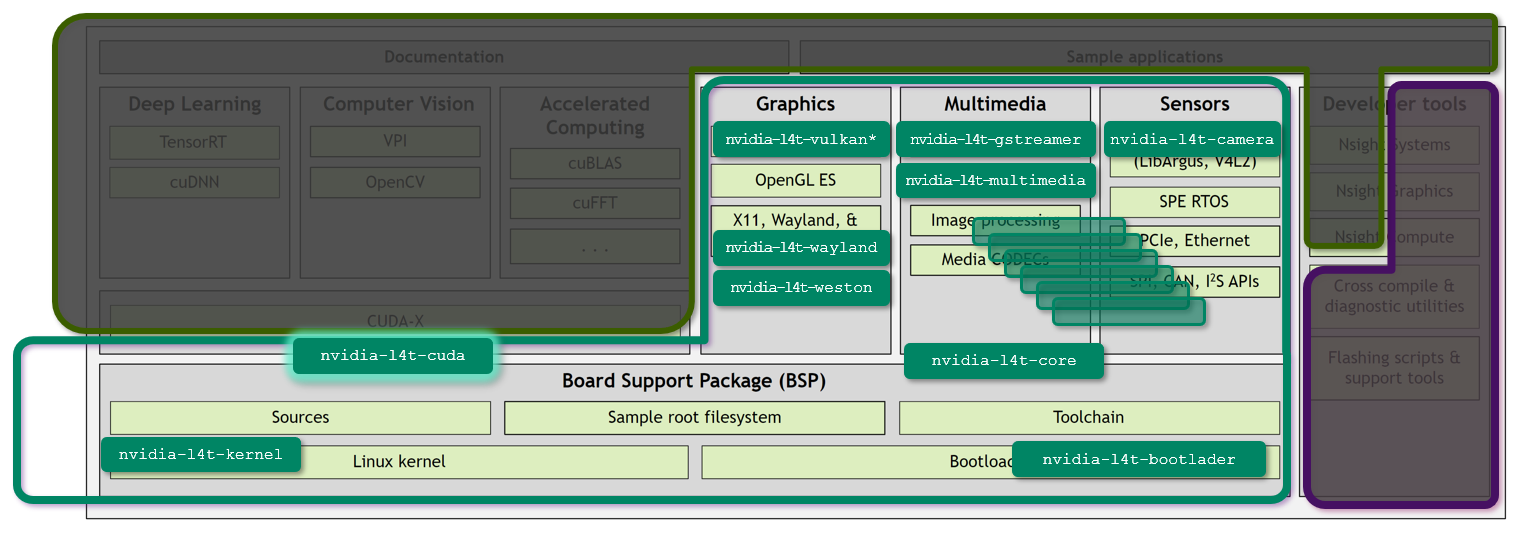 Documentation
Sample applications
Deep Learning
TensorRT
cuDNN
Computer Vision
VPI
OpenCV
Accelerated
Computing
cuBLAS
cuFFT
. . .
CUDA-X
Graphics
nvidia-l4t-vulkan*
OpenGL ES
X11, Wayland, &
nvidia-l4t-wayland
nvidia-l4t-weston
Multimedia
nvidia-l4t-gstreamer
nvidia-l4t-multimedia
Image processing
Media CODECs
Sensors
nvidia-l4t-camera
(LibArgus, V4L2)
SPE RTOS
PCIe, Ethernet
SPI, CAN, I²S APIs
Developer tools
Nsight Systems
Nsight Graphics
Nsight Compute
Cross compile &
diagnostic utilities
Flashing scripts &
support tools
nvidia-l4t-cuda
nvidia-l4t-core
Board Support Package (BSP)
Sources
Sample root filesystem
Toolchain
nvidia-l4t-kernel
Linux kernel
nvidia-l4t-bootlader